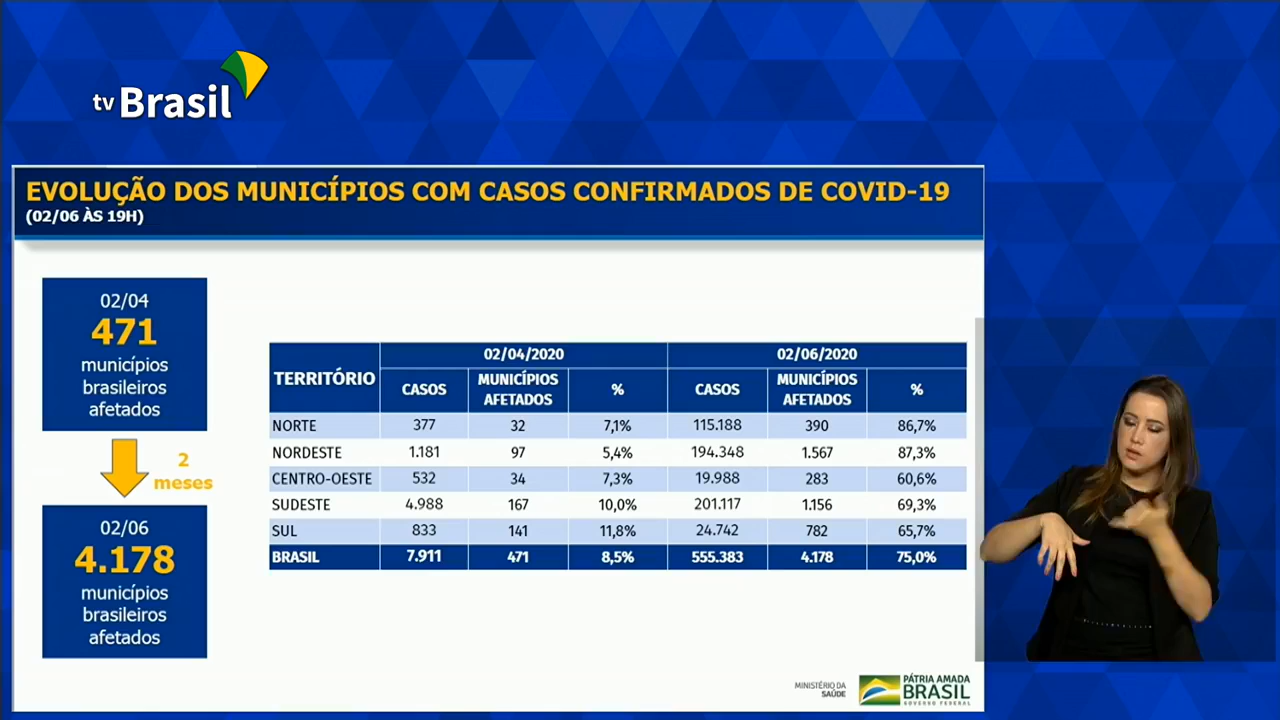 tv Brasil
EVOLUÇÃO DOS MUNICÍPIOS COM CASOS CONFIRMADOS DE COVID-19
(02/06 ÀS 19H)
02/04
471
municípios
brasileiros
afetados
2
meses
02/06
4.178
municípios
brasileiros
afetados
TERRITÓRIO 02/04/2020 02/06/2020
CASOS MUNICÍPIOS AFETADOS % CASOS MUNICÍPIOS AFETADOS %
NORTE 377 32 7,1% 115.188 390 86,7%
NORDESTE 1.181 97 5,4% 194.348 1.567 87,3%
CENTRO-OESTE 532 34 7,3% 19.988 283 60,6%
SUDESTE 4.988 167 10,0% 201.117 1.156 69,3%
SUL 833 141 11,8% 24.742 782 65,7%
BRASIL 7.911 471 8,5% 555.383 4.178 75,0%
MINISTÉRIO DA
SAÚDE
PÁTRIA AMADA
BRASIL
GOVERNO FEDERAL